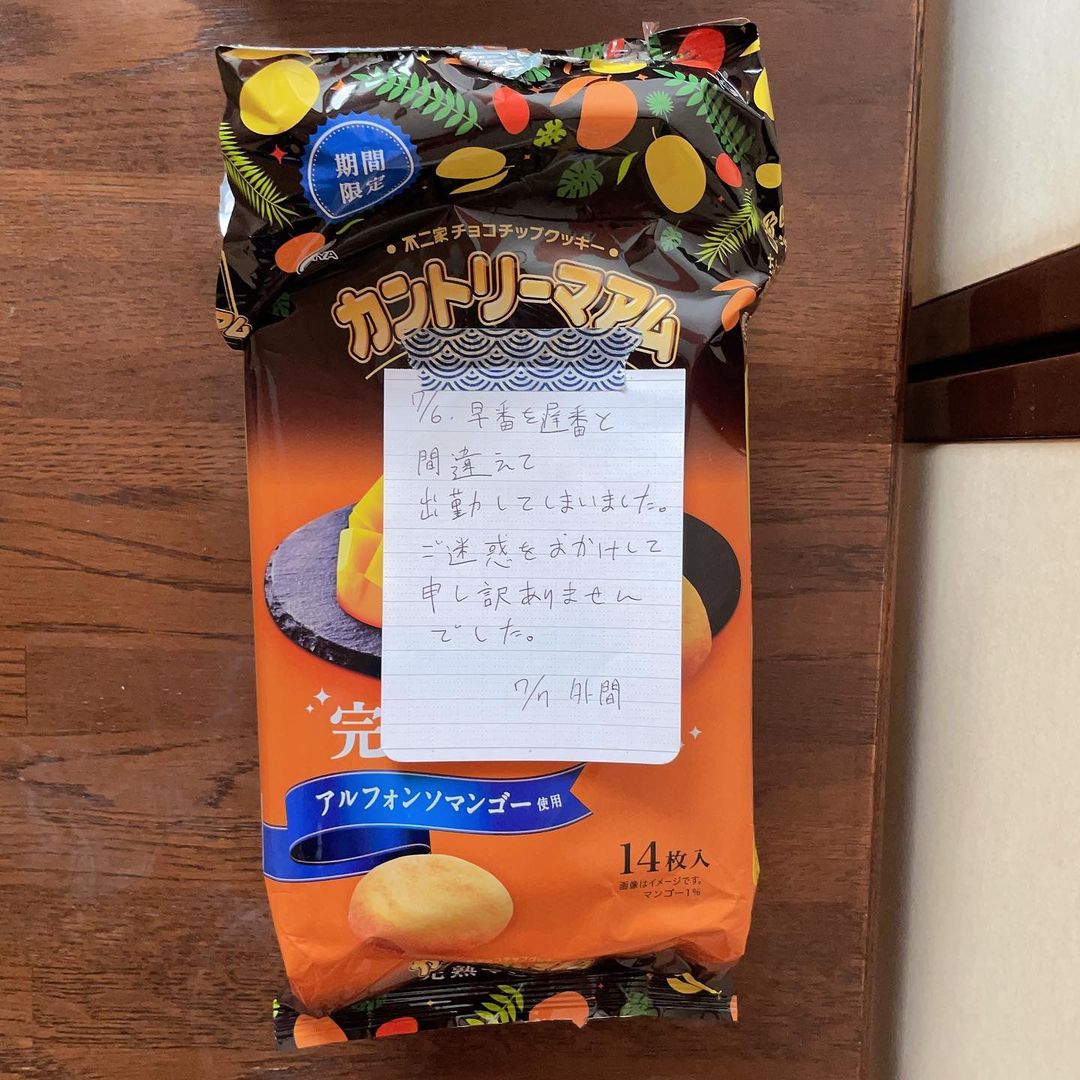 期間
限定
不二家 チョコチップクッキー
カントリーマアム
7/6. 早番を遅番と
間違えて
出勤してしまいました。
ご迷惑をおかけして
申し訳ありません
でした。
7/7 外間
完
アルフォンソマンゴー使用
14枚入
画像はイメージです。
マンゴー1%
完熟